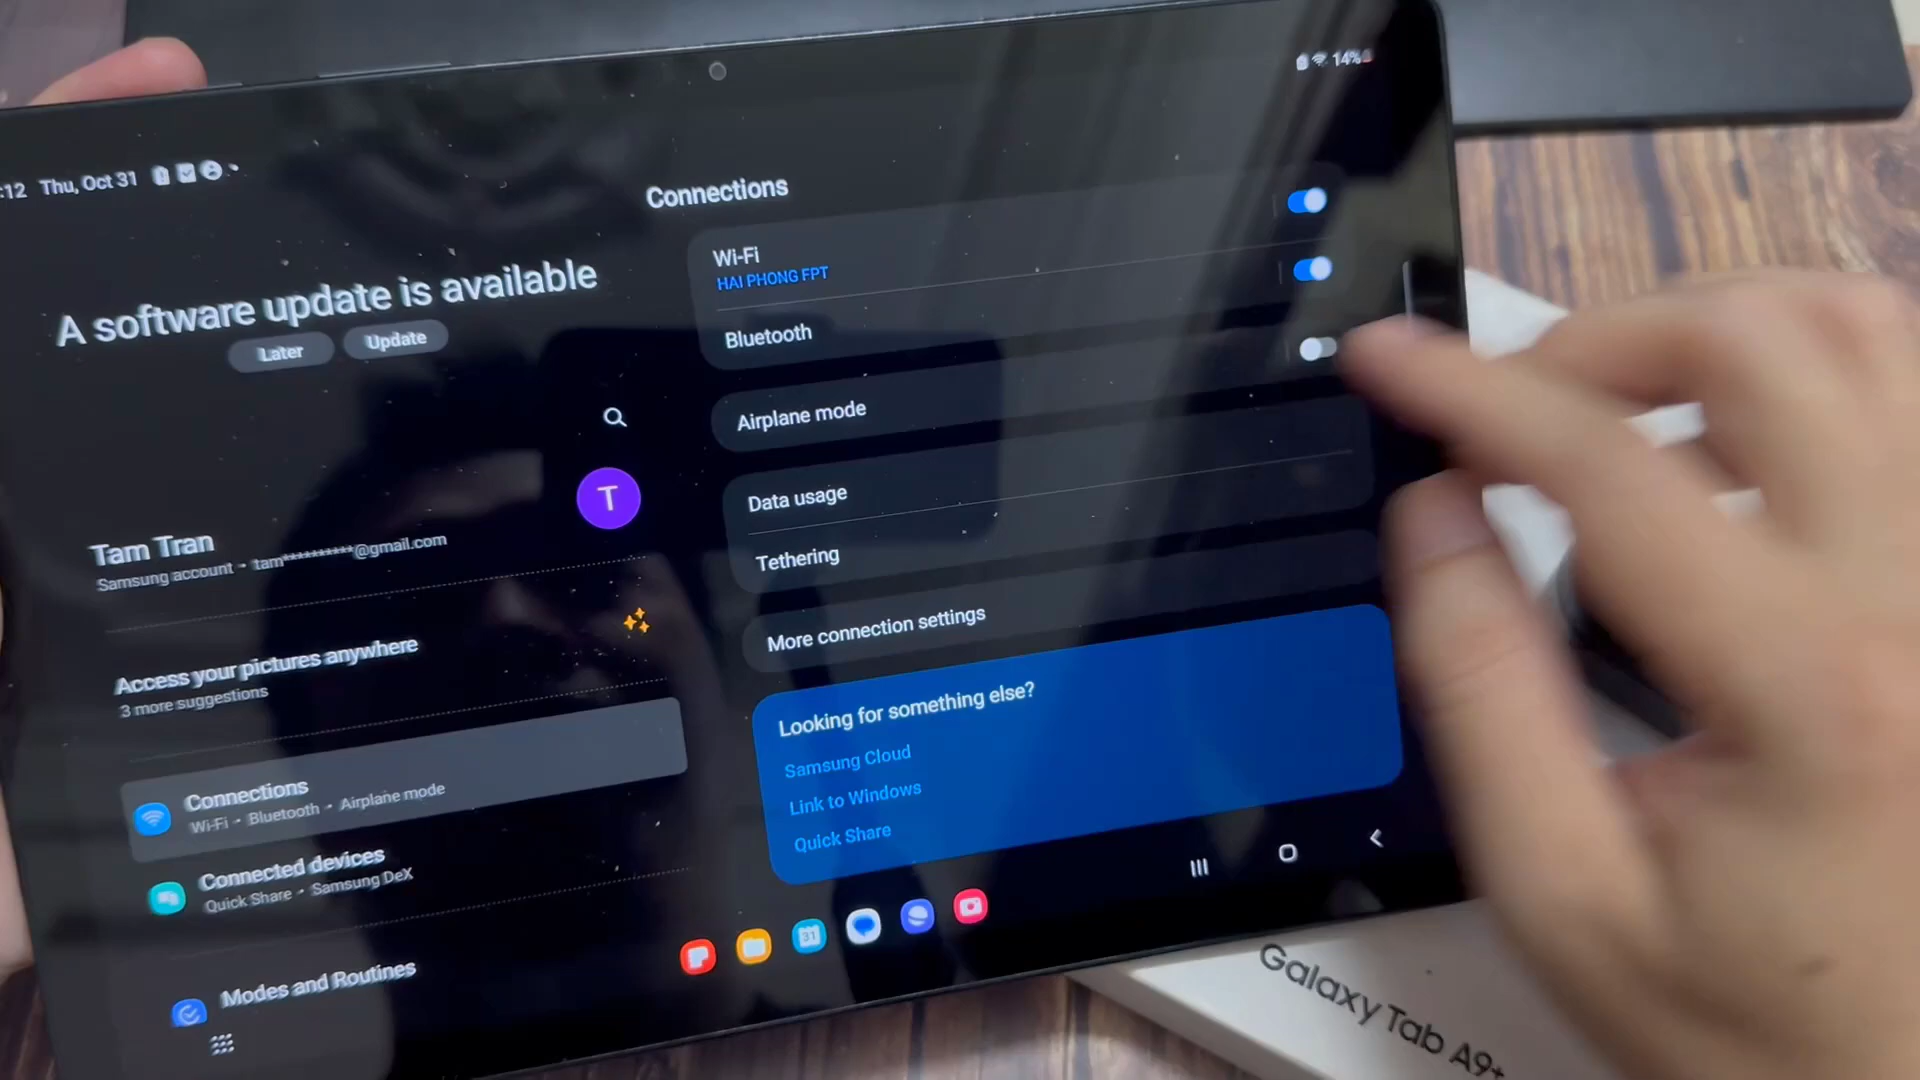 :12 Thu, Oct 31
14%
A software update is available
Later
Update
T
Tam Tran
Samsung account • tam**********@gmail.com
Access your pictures anywhere
3 more suggestions
Connections
Wi-Fi • Bluetooth • Airplane mode
Connected devices
Quick Share • Samsung DeX
Modes and Routines
Connections
Wi-Fi
HAI PHONG FPT
Bluetooth
Airplane mode
Data usage
Tethering
More connection settings
Looking for something else?
Samsung Cloud
Link to Windows
Quick Share
31
Galaxy Tab A9+